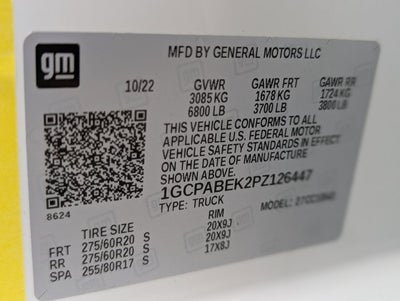 gm
MFD BY GENERAL MOTORS LLC
10/22 GVWR GAWR FRT GAWR RR
3085 KG 1678 KG 1724 KG
6800 LB 3700 LB 3800 LB
THIS VEHICLE CONFORMS TO ALL
APPLICABLE U.S. FEDERAL MOTOR
VEHICLE SAFETY STANDARDS IN EFFECT
ON THE DATE OF MANUFACTURE
SHOWN ABOVE.
1GCPABEK2PZ126447
8624
TYPE: TRUCK MODEL:
TIRE SIZE RIM
FRT 275/60R20 S 20X9J
RR 275/60R20 S 20X9J
SPA 255/80R17 S 17X8J